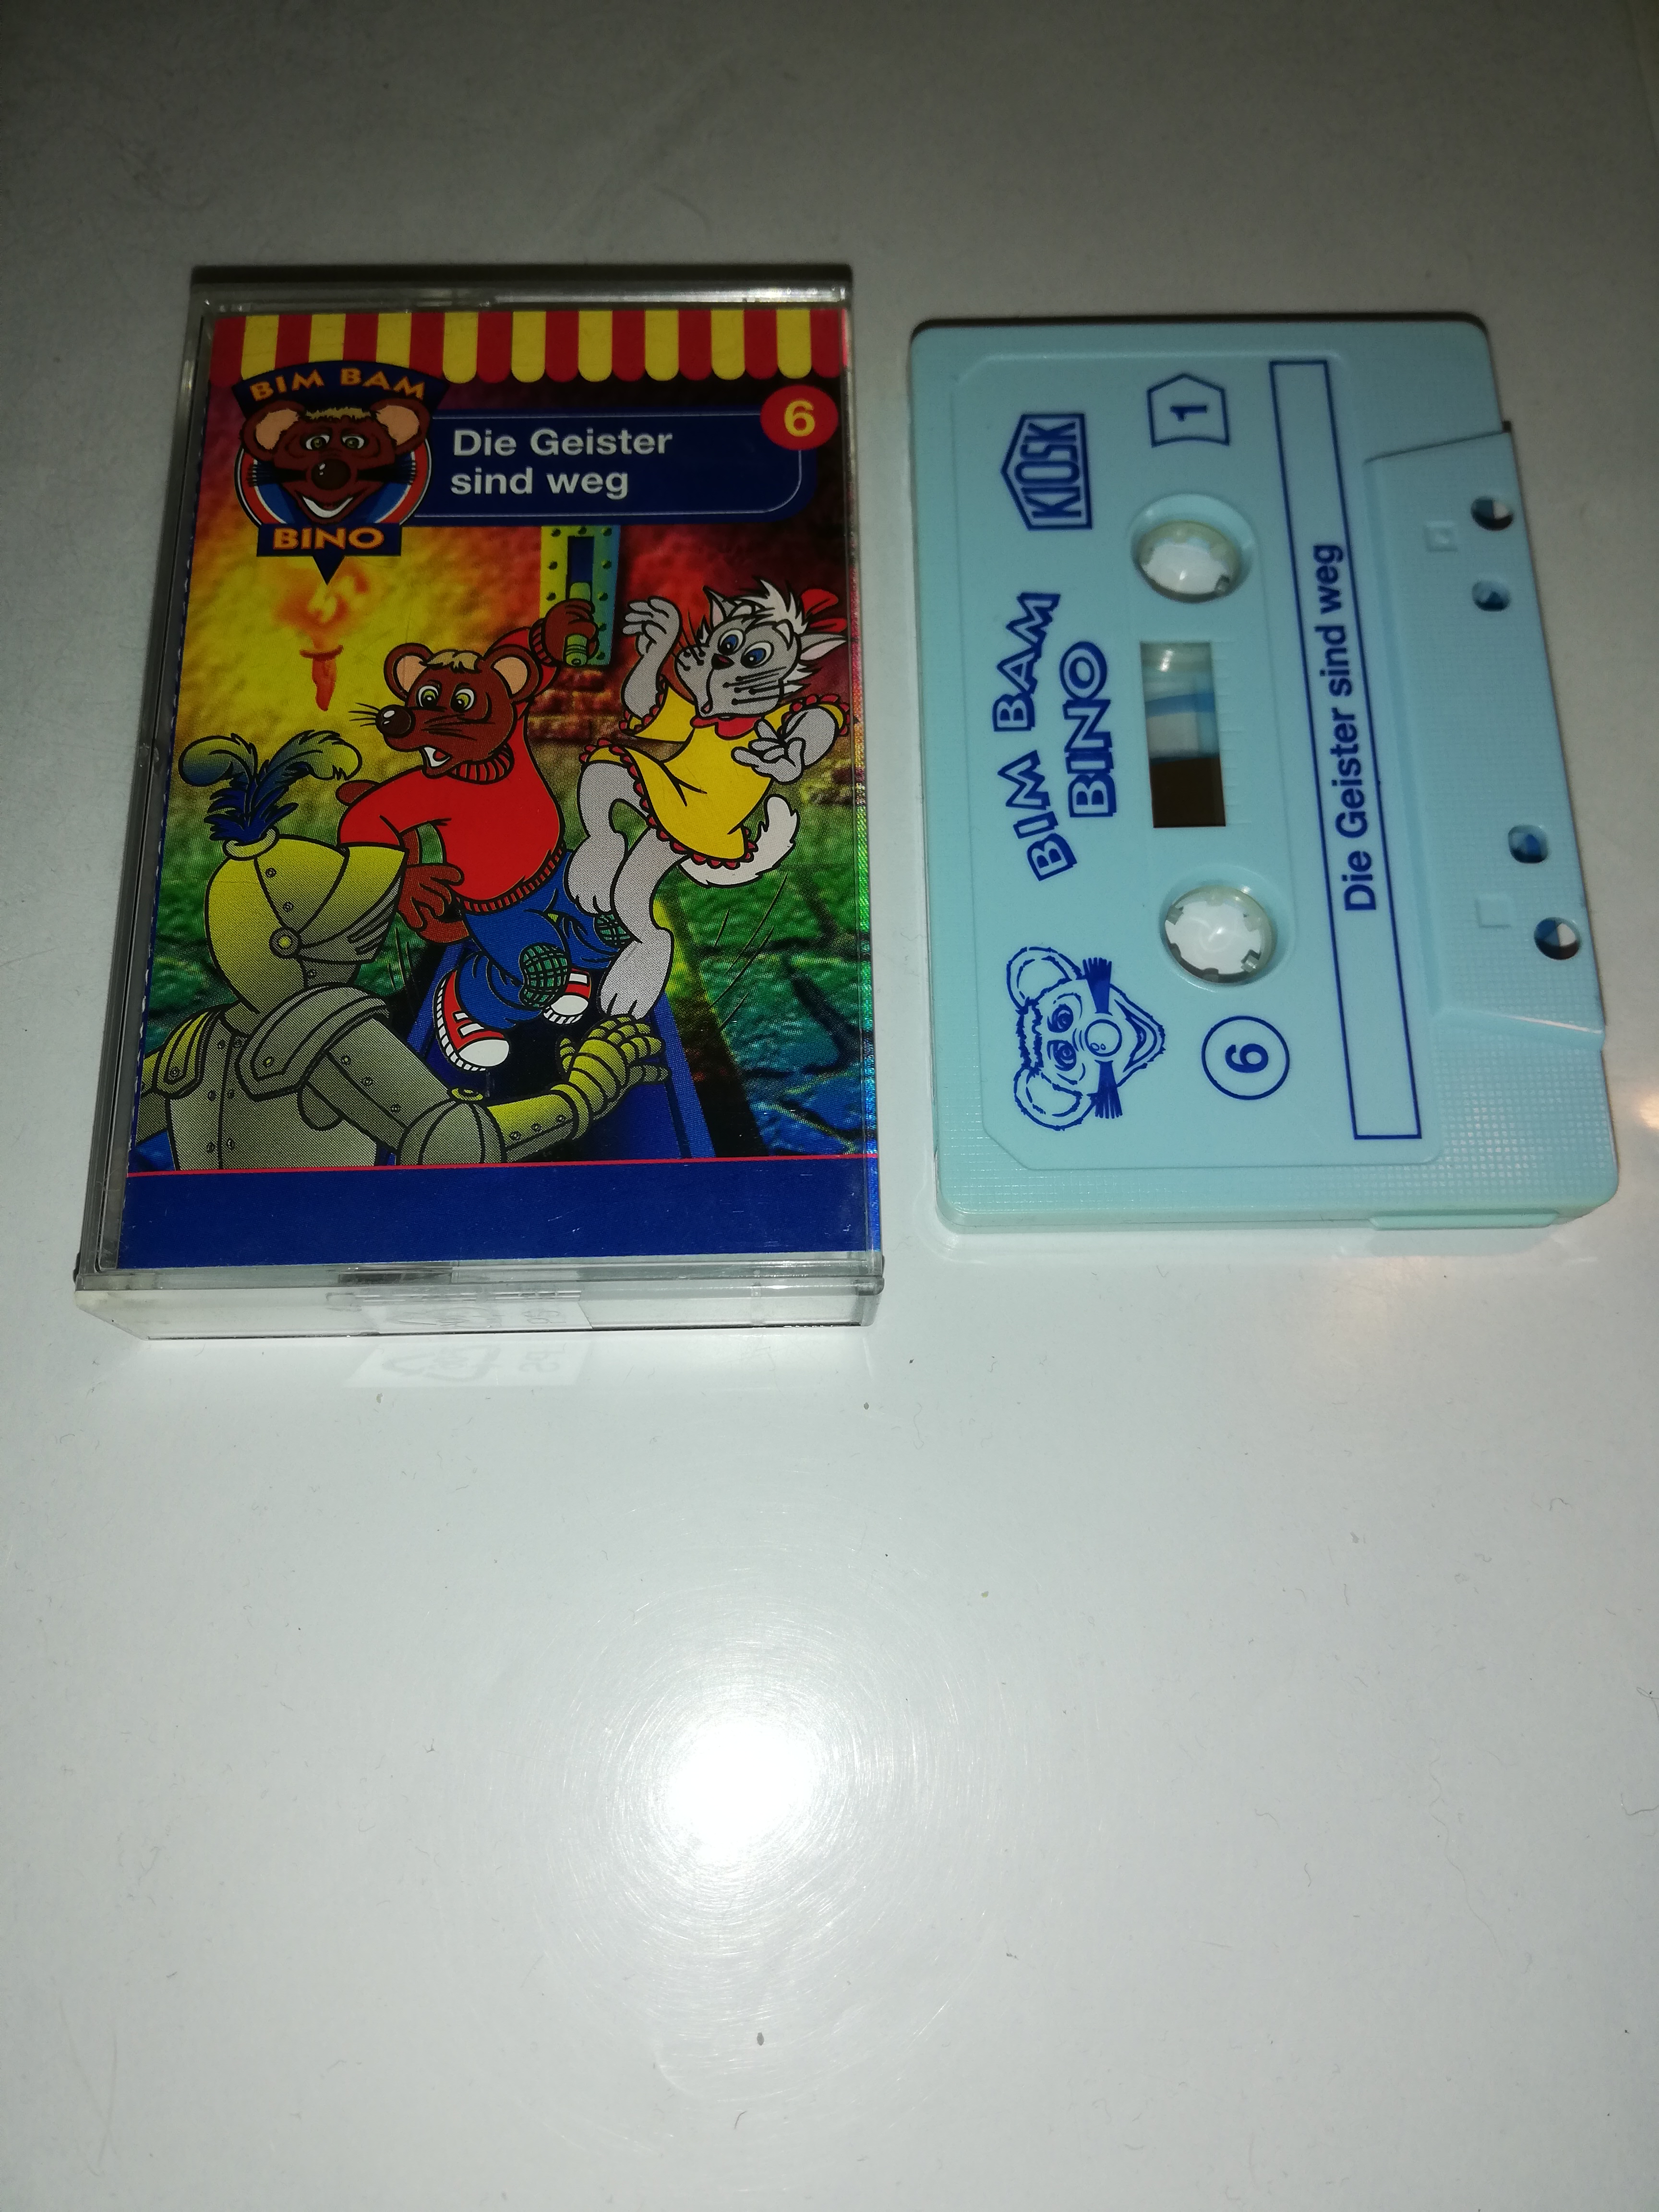 BIM BAM
BINO
Die Geister
sind weg
6
KIOSK
1
BIM BAM
BINO
6
Die Geister sind weg